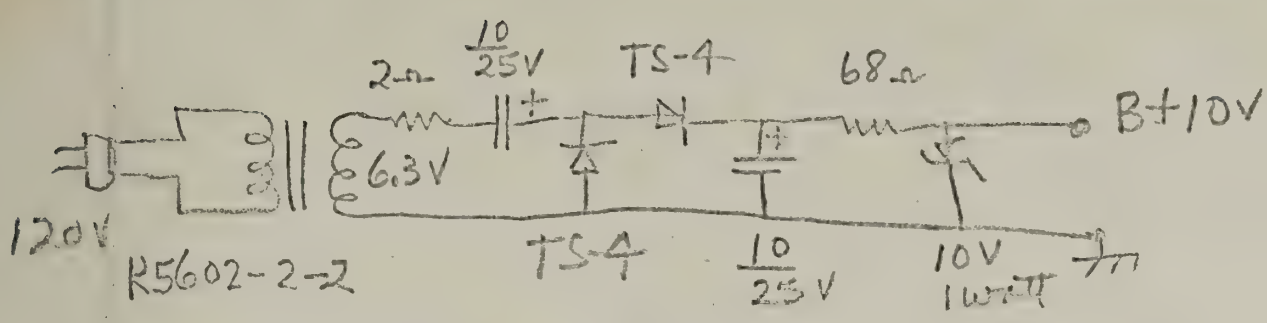 10/25V
TS-4
68Ω
2Ω
B+10V
6.3V
120V
TS-4
10/25V
10V
1watt
R5602-2-2